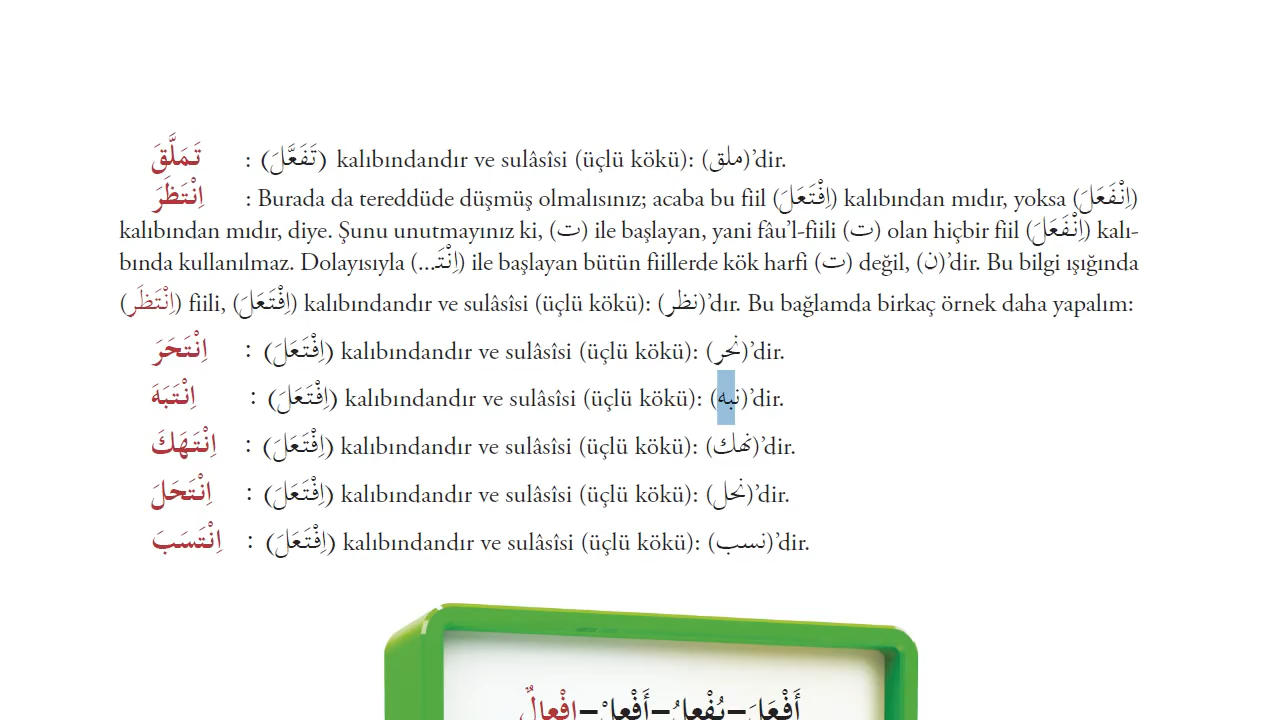 تَمَلَّقَ : (تَفَعَّلَ) kalıbındandır ve sulâsîsi (üçlü kökü): (ملق)’dir.
اِنْتَظَرَ : Burada da tereddüde düşmüş olmalısınız; acaba bu fiil (اِفْتَعَلَ) kalıbından mıdır, yoksa (اِنْفَعَلَ)
kalıbından mıdır, diye. Şunu unutmayınız ki, (ت) ile başlayan, yani fâu’l-fiili (ت) olan hiçbir fiil (اِنْفَعَلَ) kalı-
bında kullanılmaz. Dolayısıyla (اِنْتَـ...) ile başlayan bütün fiillerde kök harfi (ت) değil, (ن)’dir. Bu bilgi ışığında
(اِنْتَظَرَ) fiili, (اِفْتَعَلَ) kalıbındandır ve sulâsîsi (üçlü kökü): (نظر)’dır. Bu bağlamda birkaç örnek daha yapalım:
اِنْتَحَرَ : (اِفْتَعَلَ) kalıbındandır ve sulâsîsi (üçlü kökü): (نحر)’dir.
اِنْتَبَهَ : (اِفْتَعَلَ) kalıbındandır ve sulâsîsi (üçlü kökü): (نبه)’dir.
اِنْتَهَكَ : (اِفْتَعَلَ) kalıbındandır ve sulâsîsi (üçlü kökü): (نهك)’dir.
اِنْتَحَلَ : (اِفْتَعَلَ) kalıbındandır ve sulâsîsi (üçlü kökü): (نحل)’dir.
اِنْتَسَبَ : (اِفْتَعَلَ) kalıbındandır ve sulâsîsi (üçlü kökü): (نسب)’dir.
أَفْعَلَ–يُفْعِلُ–أَفْعِلْ–إِفْعالٌ